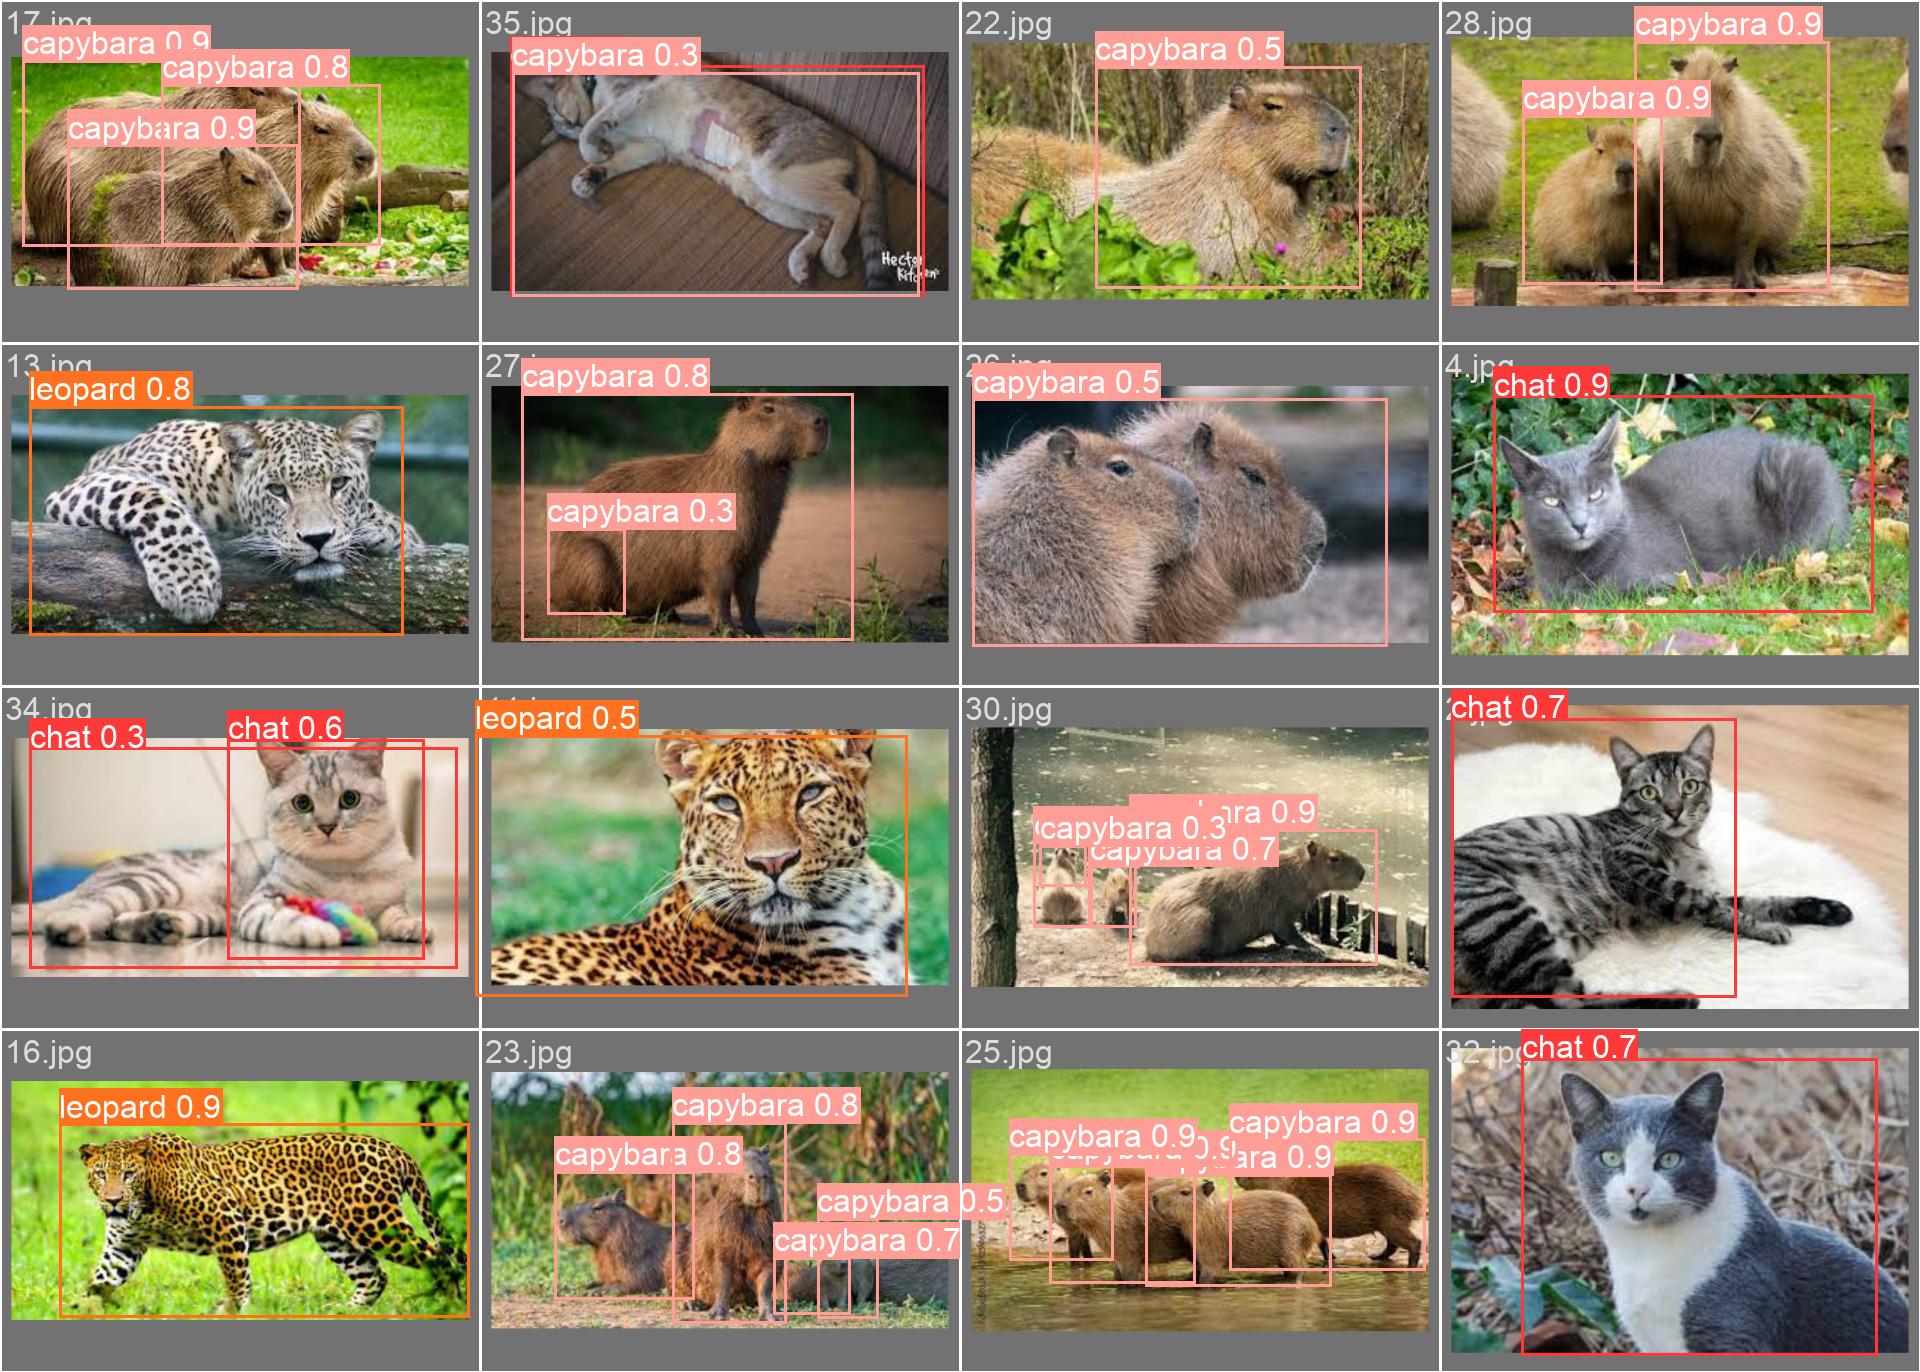 17.jpg
capybara 0.9
capybara 0.8
capybara 0.9
35.jpg
capybara 0.3
Hector
Kitchen's
22.jpg
capybara 0.5
28.jpg
capybara 0.9
capybara 0.9
13.jpg
leopard 0.8
27.jpg
capybara 0.8
capybara 0.3
26.jpg
capybara 0.5
4.jpg
chat 0.9
34.jpg
chat 0.3
chat 0.6
leopard 0.5
30.jpg
0.9
capybara 0.3
capybara 0.7
chat 0.7
16.jpg
leopard 0.9
23.jpg
capybara 0.8
capybara 0.8
capybara 0.5
capybara 0.7
25.jpg
capybara 0.9
capybara 0.9
0.9
0.9
32.jpg
chat 0.7